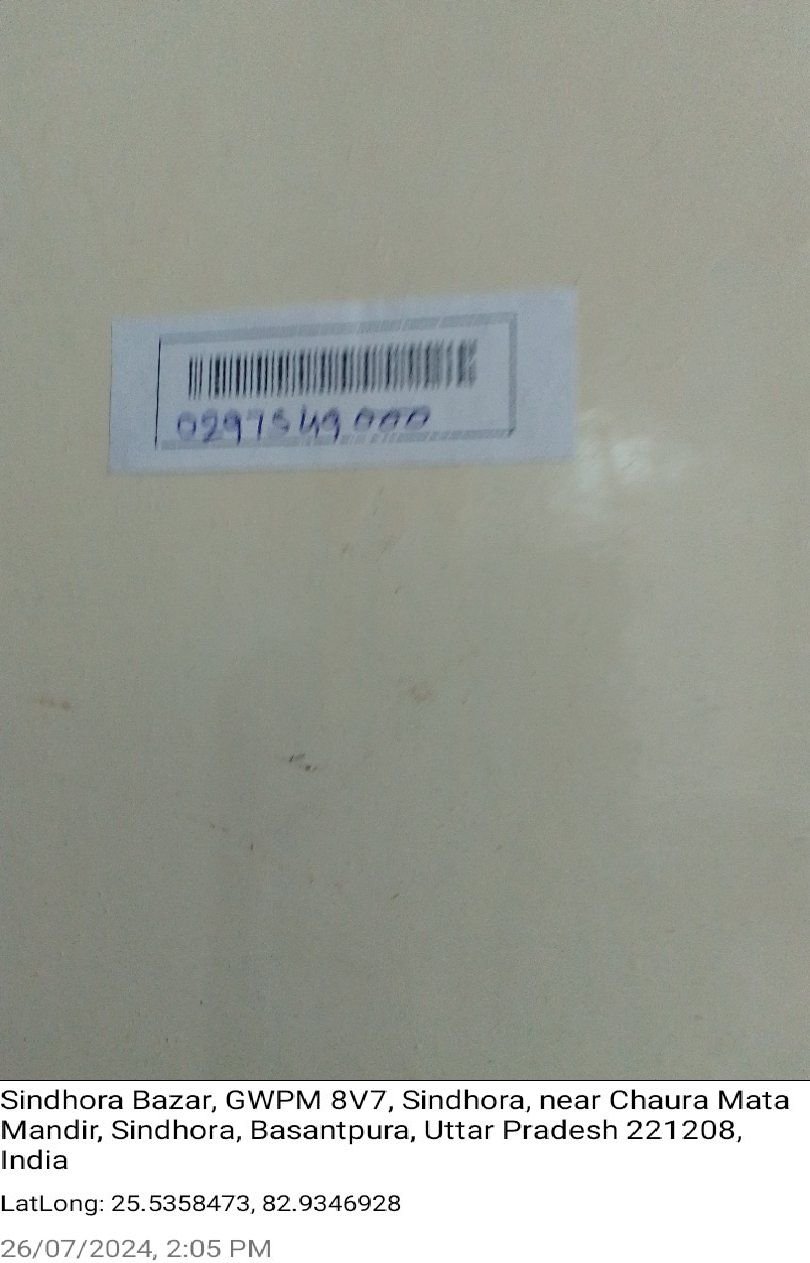 0297549000
Sindhora Bazar, GWPM 8V7, Sindhora, near Chaura Mata
Mandir, Sindhora, Basantpura, Uttar Pradesh 221208,
India
LatLong: 25.5358473, 82.9346928
26/07/2024, 2:05 PM